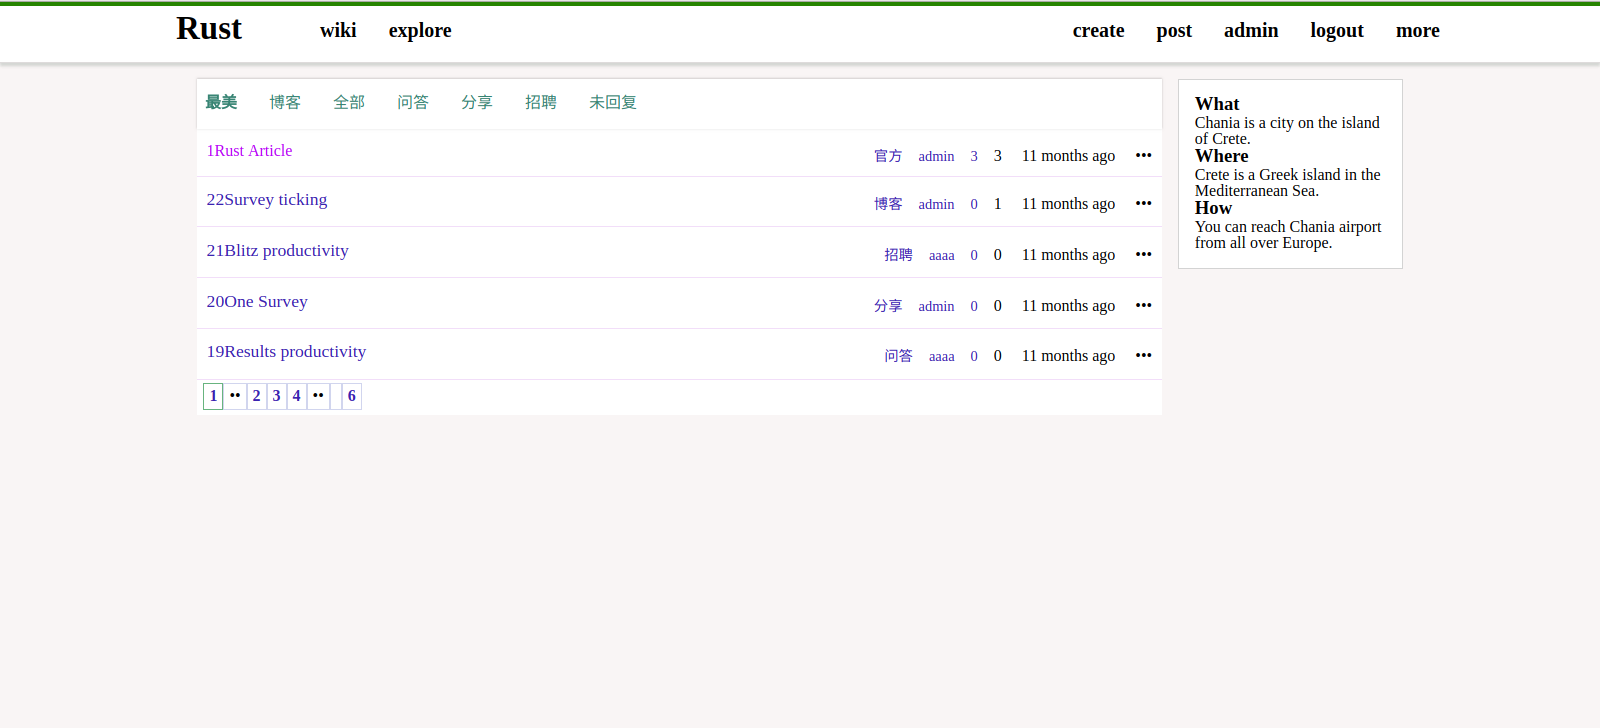 Rust wiki explore create post admin logout more
最美 博客 全部 问答 分享 招聘 未回复
1Rust Article 官方 admin 3 3 11 months ago •••
22Survey ticking 博客 admin 0 1 11 months ago •••
21Blitz productivity 招聘 aaaa 0 0 11 months ago •••
20One Survey 分享 admin 0 0 11 months ago •••
19Results productivity 问答 aaaa 0 0 11 months ago •••
1 •• 2 3 4 •• 6
What
Chania is a city on the island
of Crete.
Where
Crete is a Greek island in the
Mediterranean Sea.
How
You can reach Chania airport
from all over Europe.